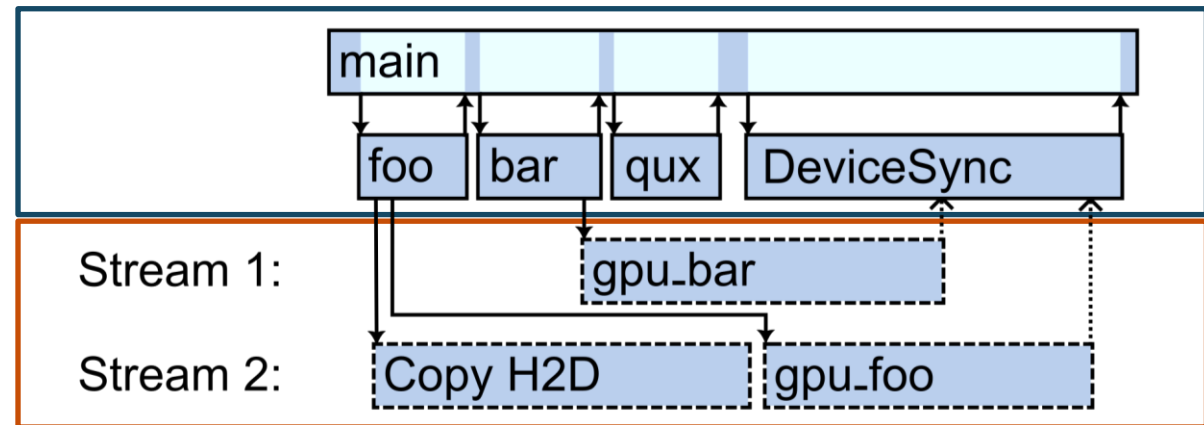 main
foo bar qux DeviceSync
Stream 1: gpu_bar
Stream 2: Copy H2D gpu_foo